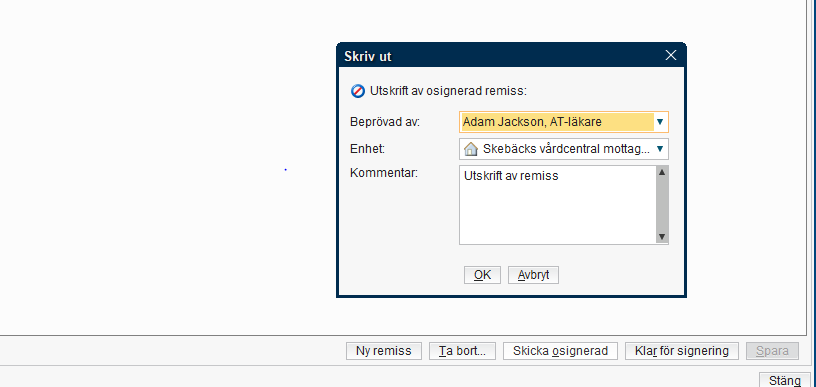 Skriv ut
Utskrift av osignerad remiss:
Beprövad av: Adam Jackson, AT-läkare
Enhet: Skebäcks vårdcentral mottag...
Kommentar: Utskrift av remiss
OK Avbryt
Ny remiss Ta bort... Skicka osignerad Klar för signering Spara
Stäng